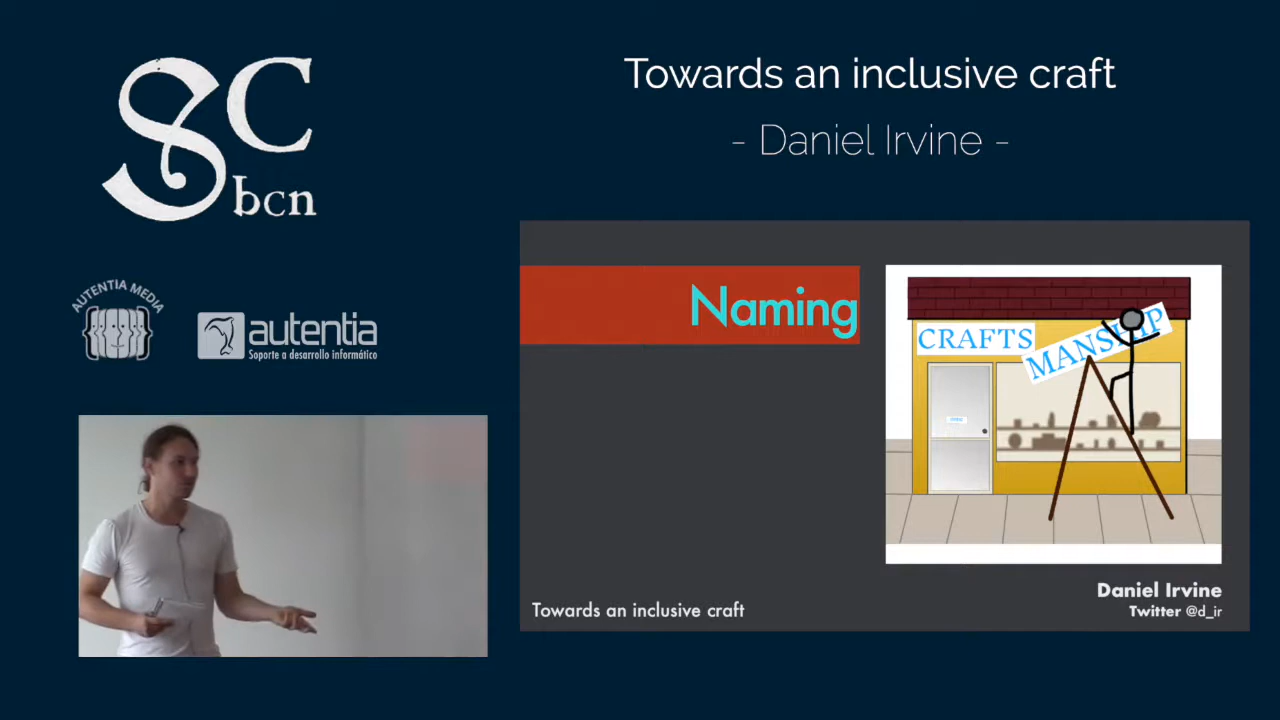 SC
bcn
AUTENTIA MEDIA
autentia
Soporte a desarrollo informático
Towards an inclusive craft
- Daniel Irvine -
Naming
CRAFTS
MANSHIP
Towards an inclusive craft
Daniel Irvine
Twitter @d_ir